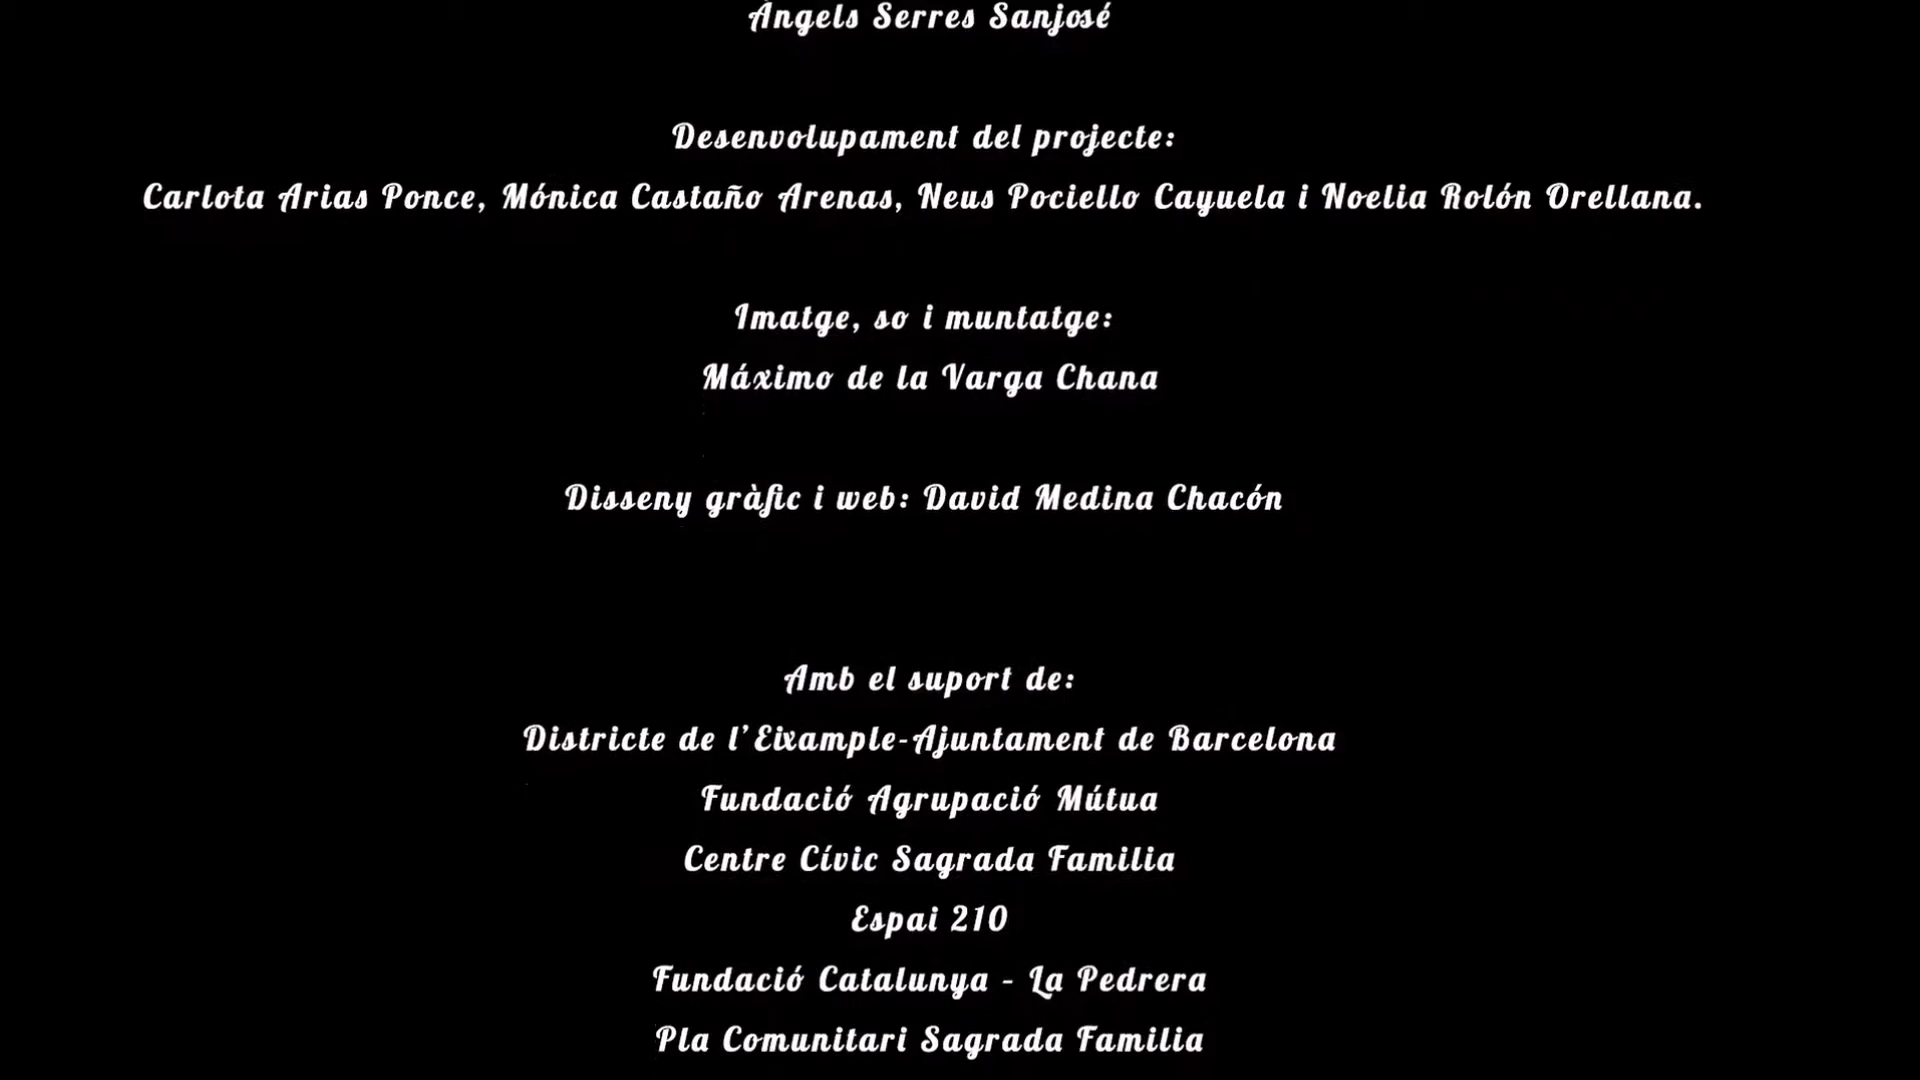 Àngels Serres Sanjosé
Desenvolupament del projecte:
Carlota Arias Ponce, Mónica Castaño Arenas, Neus Pociello Cayuela i Noelia Rolón Orellana.
Imatge, so i muntatge:
Máximo de la Varga Chana
Disseny gràfic i web: David Medina Chacón
Amb el suport de:
Districte de l’Eixample-Ajuntament de Barcelona
Fundació Agrupació Mútua
Centre Cívic Sagrada Familia
Espai 210
Fundació Catalunya - La Pedrera
Pla Comunitari Sagrada Familia